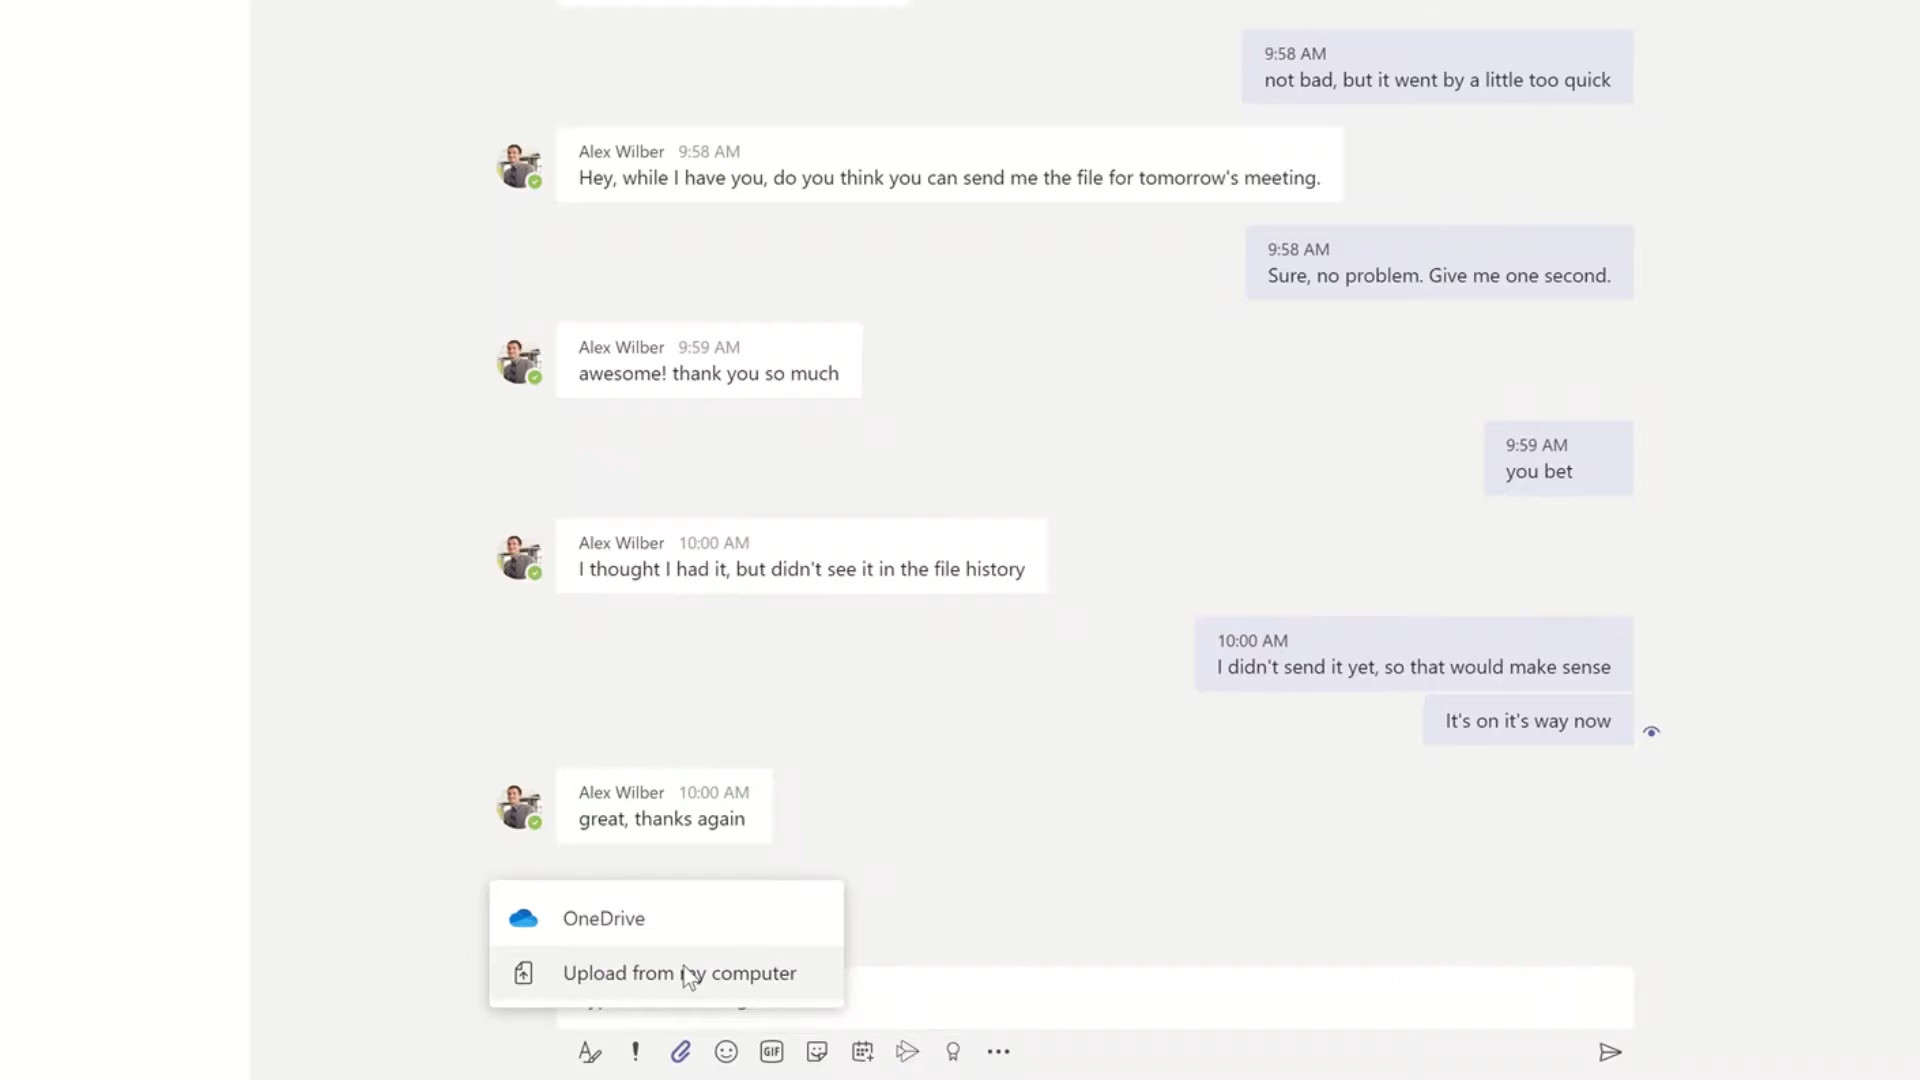 9:58 AM
not bad, but it went by a little too quick
Alex Wilber 9:58 AM
Hey, while I have you, do you think you can send me the file for tomorrow's meeting.
9:58 AM
Sure, no problem. Give me one second.
Alex Wilber 9:59 AM
awesome! thank you so much
9:59 AM
you bet
Alex Wilber 10:00 AM
I thought I had it, but didn't see it in the file history
10:00 AM
I didn't send it yet, so that would make sense
It's on it's way now
Alex Wilber 10:00 AM
great, thanks again
OneDrive
Upload from my computer
GIF